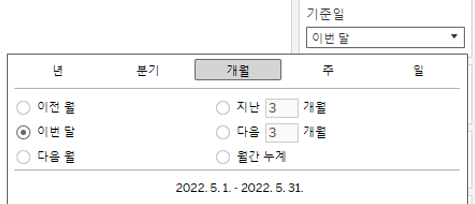 기준일
이번 달
년 분기 개월 주 일
이전 월 지난 3 개월
이번 달 다음 3 개월
다음 월 월간 누계
2022. 5. 1. - 2022. 5. 31.